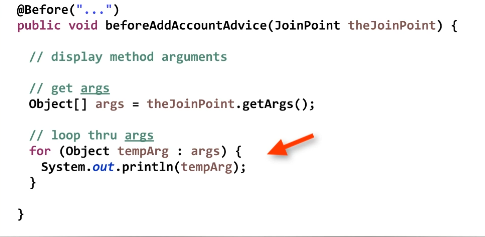 @Before("...")
public void beforeAddAccountAdvice(JoinPoint theJoinPoint) {
// display method arguments
// get args
Object[] args = theJoinPoint.getArgs();
// loop thru args
for (Object tempArg : args) {
System.out.println(tempArg);
}
}